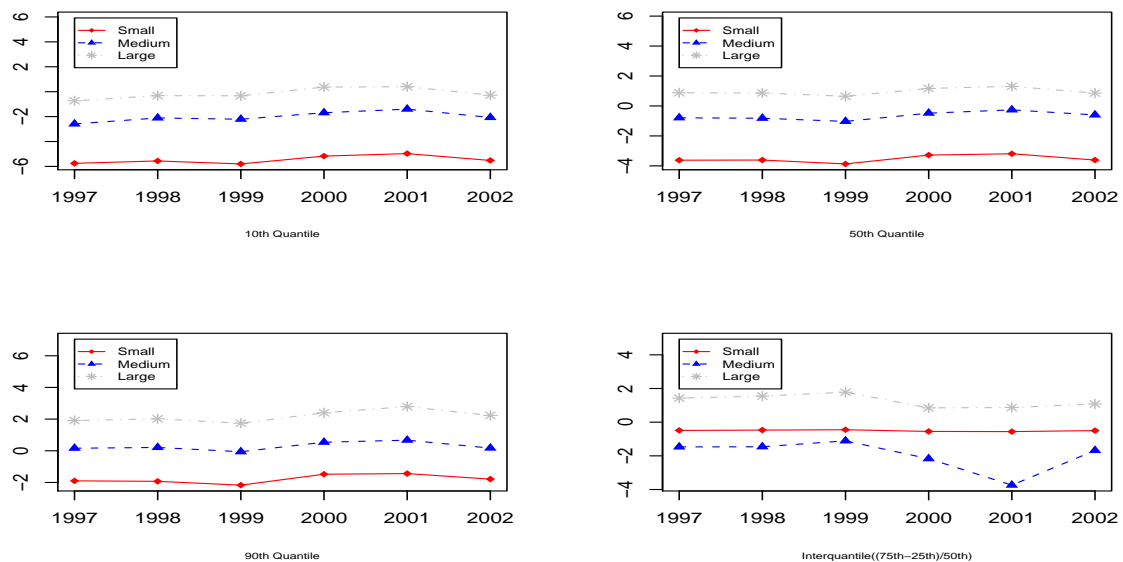 6
4
2
-2
-6
Small
Medium
Large
1997 1998 1999 2000 2001 2002
10th Quantile
6
4
2
0
-2
-4
Small
Medium
Large
1997 1998 1999 2000 2001 2002
50th Quantile
6
4
2
0
-2
Small
Medium
Large
1997 1998 1999 2000 2001 2002
90th Quantile
4
2
0
-2
-4
Small
Medium
Large
1997 1998 1999 2000 2001 2002
Interquantile((75th-25th)/50th)